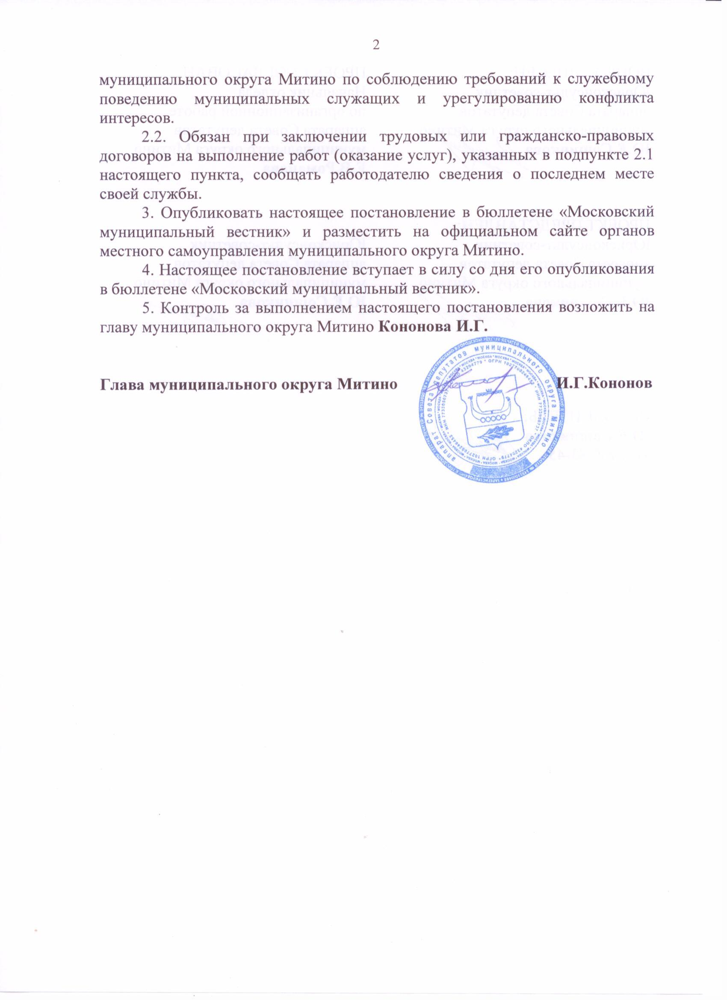 2
муниципального округа Митино по соблюдению требований к служебному
поведению муниципальных служащих и урегулированию конфликта
интересов.
2.2. Обязан при заключении трудовых или гражданско-правовых
договоров на выполнение работ (оказание услуг), указанных в подпункте 2.1
настоящего пункта, сообщать работодателю сведения о последнем месте
своей службы.
3. Опубликовать настоящее постановление в бюллетене «Московский
муниципальный вестник» и разместить на официальном сайте органов
местного самоуправления муниципального округа Митино.
4. Настоящее постановление вступает в силу со дня его опубликования
в бюллетене «Московский муниципальный вестник».
5. Контроль за выполнением настоящего постановления возложить на
главу муниципального округа Митино Кононова И.Г.
Глава муниципального округа Митино И.Г.Кононов
аппарат Совета депутатов муниципального округа Митино